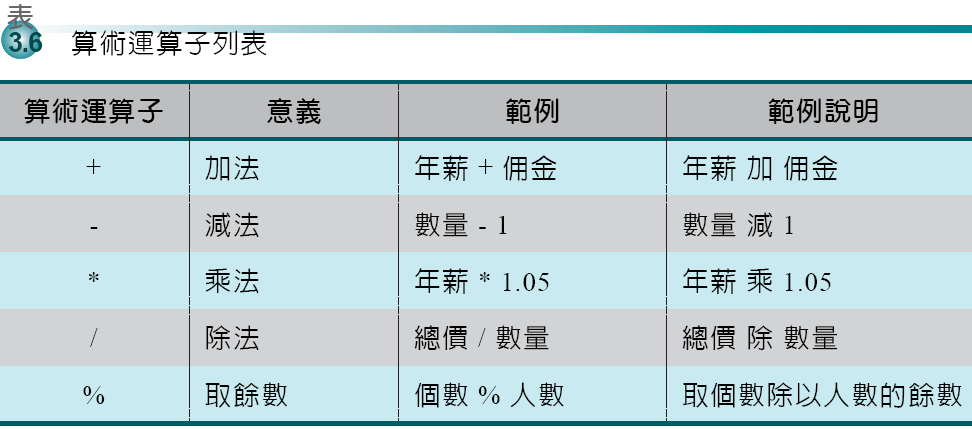 表
3.6 算術運算子列表
算術運算子 意義 範例 範例說明
+ 加法 年薪 + 佣金 年薪 加 佣金
- 減法 數量 - 1 數量 減 1
* 乘法 年薪 * 1.05 年薪 乘 1.05
/ 除法 總價 / 數量 總價 除 數量
% 取餘數 個數 % 人數 取個數除以人數的餘數